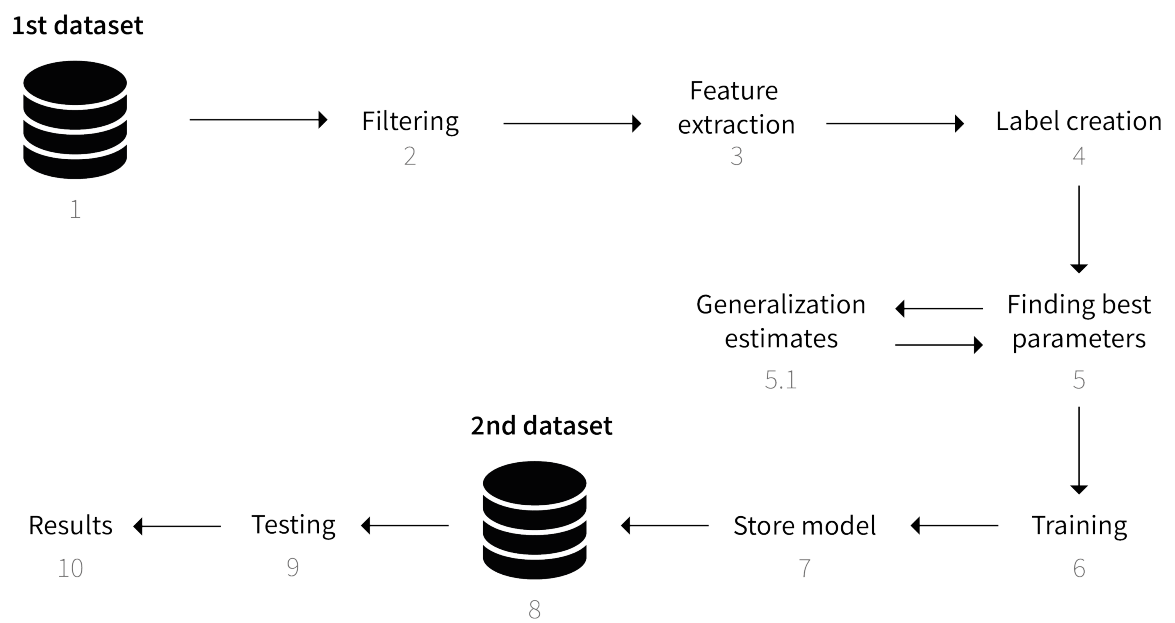 1st dataset
1
Filtering
2
Feature
extraction
3
Label creation
4
Generalization
estimates
5.1
Finding best
parameters
5
2nd dataset
8
Results
10
Testing
9
Store model
7
Training
6